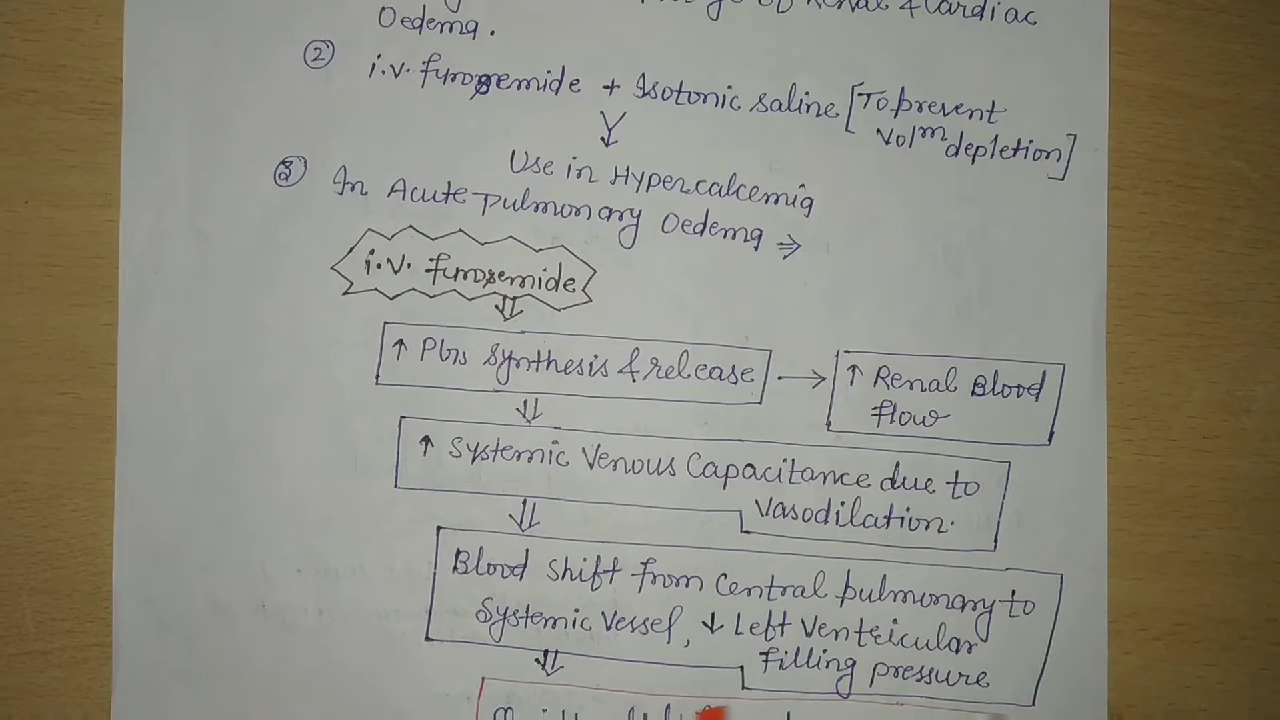 Renal & Cardiac
Oedema.
② i.v. furosemide + Isotonic saline [To prevent
Volm depletion]
Use in Hypercalcemia
③ In Acute Pulmonary Oedema ⇒
i.v. furosemide
⇓
↑ PGs Synthesis & release → ↑ Renal Blood
flow
⇓
↑ Systemic Venous Capacitance due to
Vasodilation.
⇓
Blood shift from Central pulmonary to
Systemic Vessel, ↓ Left Ventricular
Filling pressure
⇓